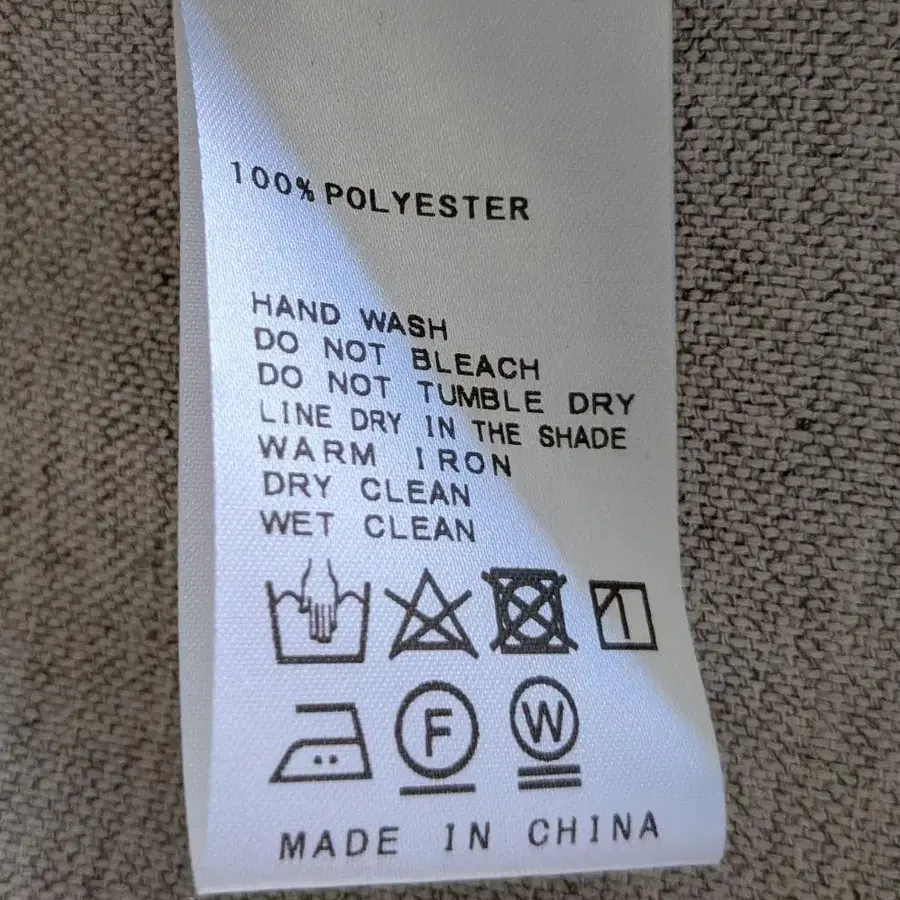 100% POLYESTER
HAND WASH
DO NOT BLEACH
DO NOT TUMBLE DRY
LINE DRY IN THE SHADE
WARM IRON
DRY CLEAN
WET CLEAN
F W
MADE IN CHINA